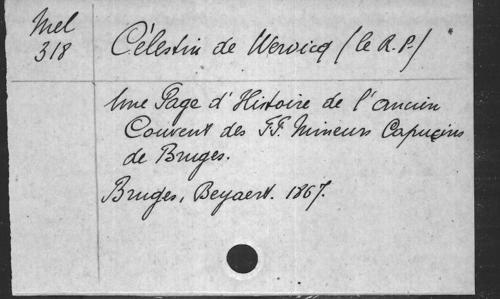 Mel
318
Célestin de Wervicq (le R.P.)
Une Page d'Histoire de l'ancien
Couvent des FF. Mineurs Capucins
de Bruges.
Bruges, Beyaert. 1867.